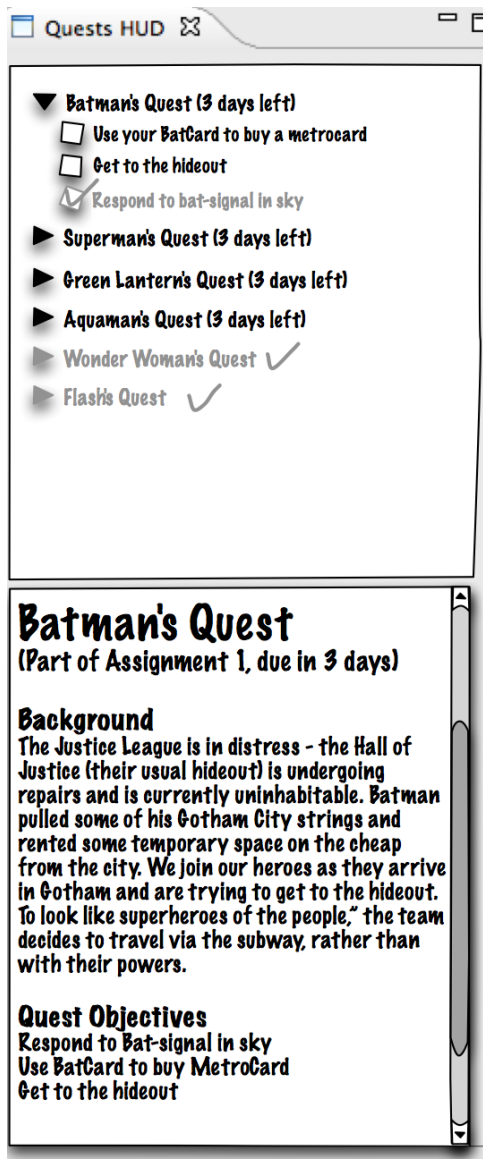 Quests HUD
Batman's Quest (3 days left)
Use your BatCard to buy a metrocard
Get to the hideout
Respond to bat-signal in sky
Superman's Quest (3 days left)
Green Lantern's Quest (3 days left)
Aquaman's Quest (3 days left)
Wonder Woman's Quest
Flash's Quest
Batman's Quest
(Part of Assignment 1, due in 3 days)
Background
The Justice League is in distress - the Hall of
Justice (their usual hideout) is undergoing
repairs and is currently uninhabitable. Batman
pulled some of his Gotham City strings and
rented some temporary space on the cheap
from the city. We join our heroes as they arrive
in Gotham and are trying to get to the hideout.
To look like superheroes of the people,” the team
decides to travel via the subway, rather than
with their powers.
Quest Objectives
Respond to Bat-signal in sky
Use BatCard to buy MetroCard
Get to the hideout